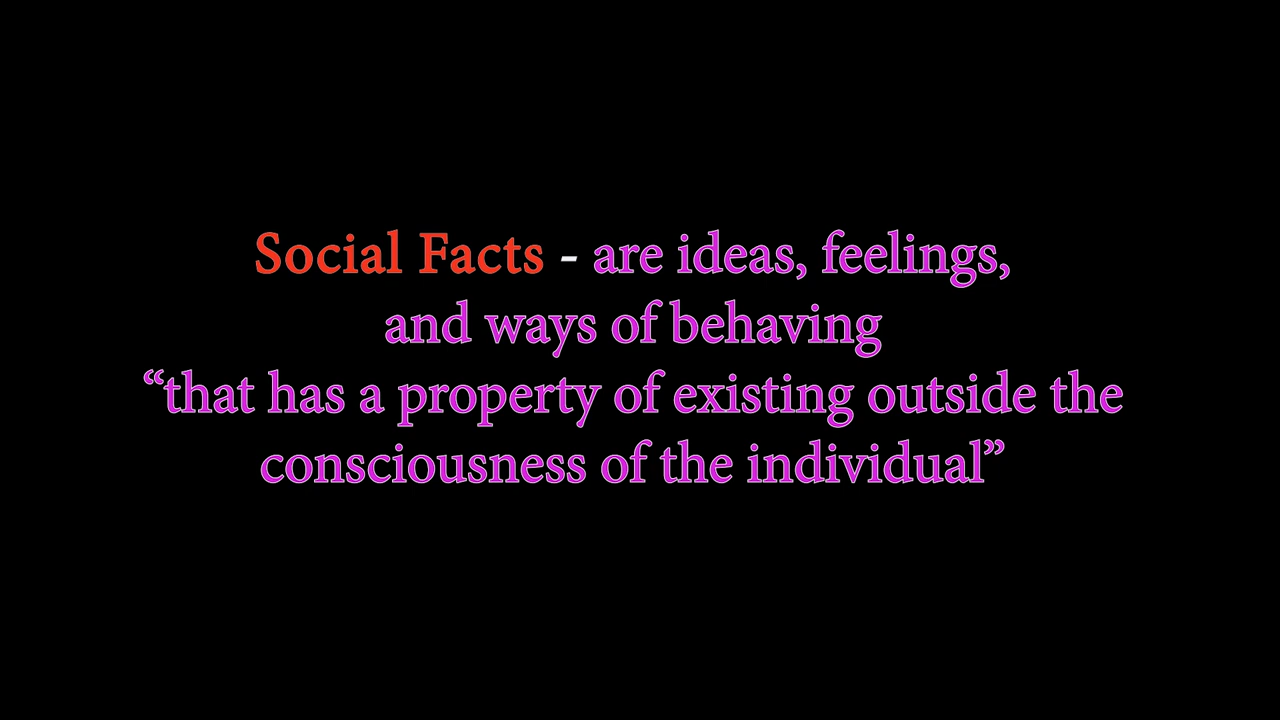 Social Facts - are ideas, feelings,
and ways of behaving
“that has a property of existing outside the
consciousness of the individual”